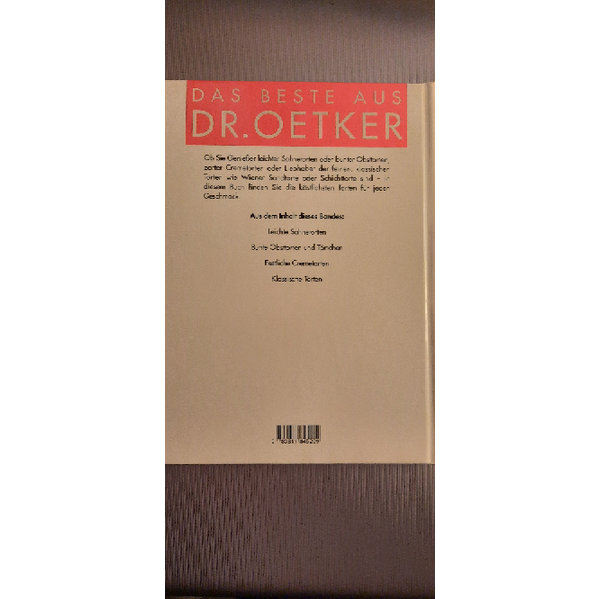 DAS BESTE AUS
DR. OETKER
Ob Sie Genießer leichter Sahnetorten oder bunter Obsttorten,
zarter Cremetorten oder Liebhaber der feinen, klassischen
Torten wie Wiener Sandtorte oder Schichttorte sind – in
diesem Buch finden Sie die köstlichsten Torten für jeden
Geschmack.
Aus dem Inhalt dieses Bandes:
Leichte Sahnetorten
Bunte Obsttorten und Törtchen
Festliche Cremetorten
Klassische Torten